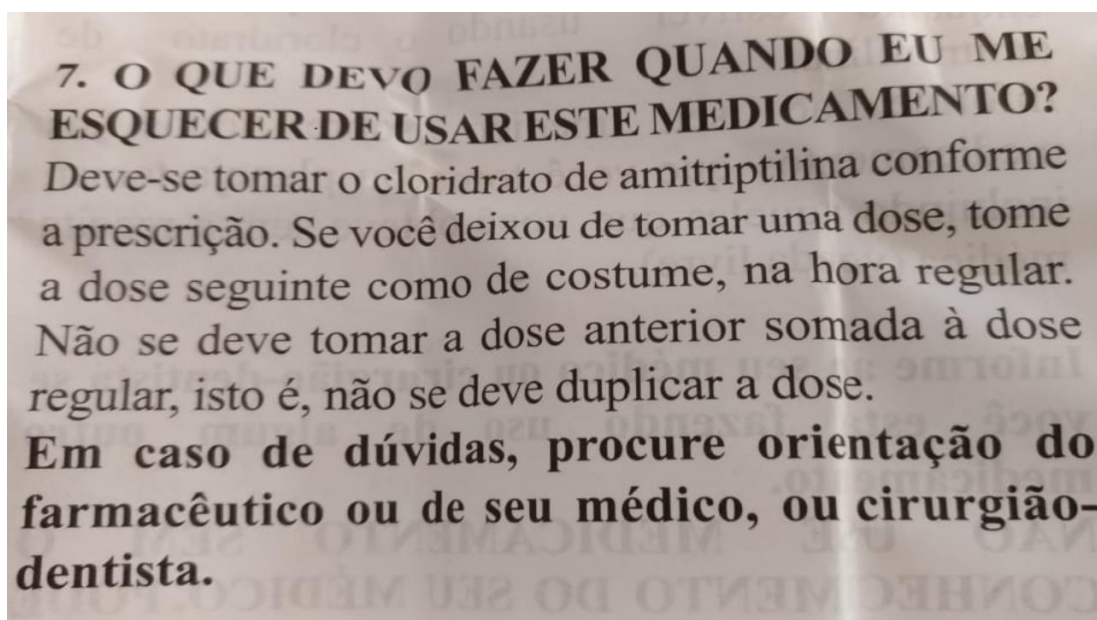 7. O QUE DEVO FAZER QUANDO EU ME
ESQUECER DE USAR ESTE MEDICAMENTO?
Deve-se tomar o cloridrato de amitriptilina conforme
a prescrição. Se você deixou de tomar uma dose, tome
a dose seguinte como de costume, na hora regular.
Não se deve tomar a dose anterior somada à dose
regular, isto é, não se deve duplicar a dose.
Em caso de dúvidas, procure orientação do
farmacêutico ou de seu médico, ou cirurgião-
dentista.